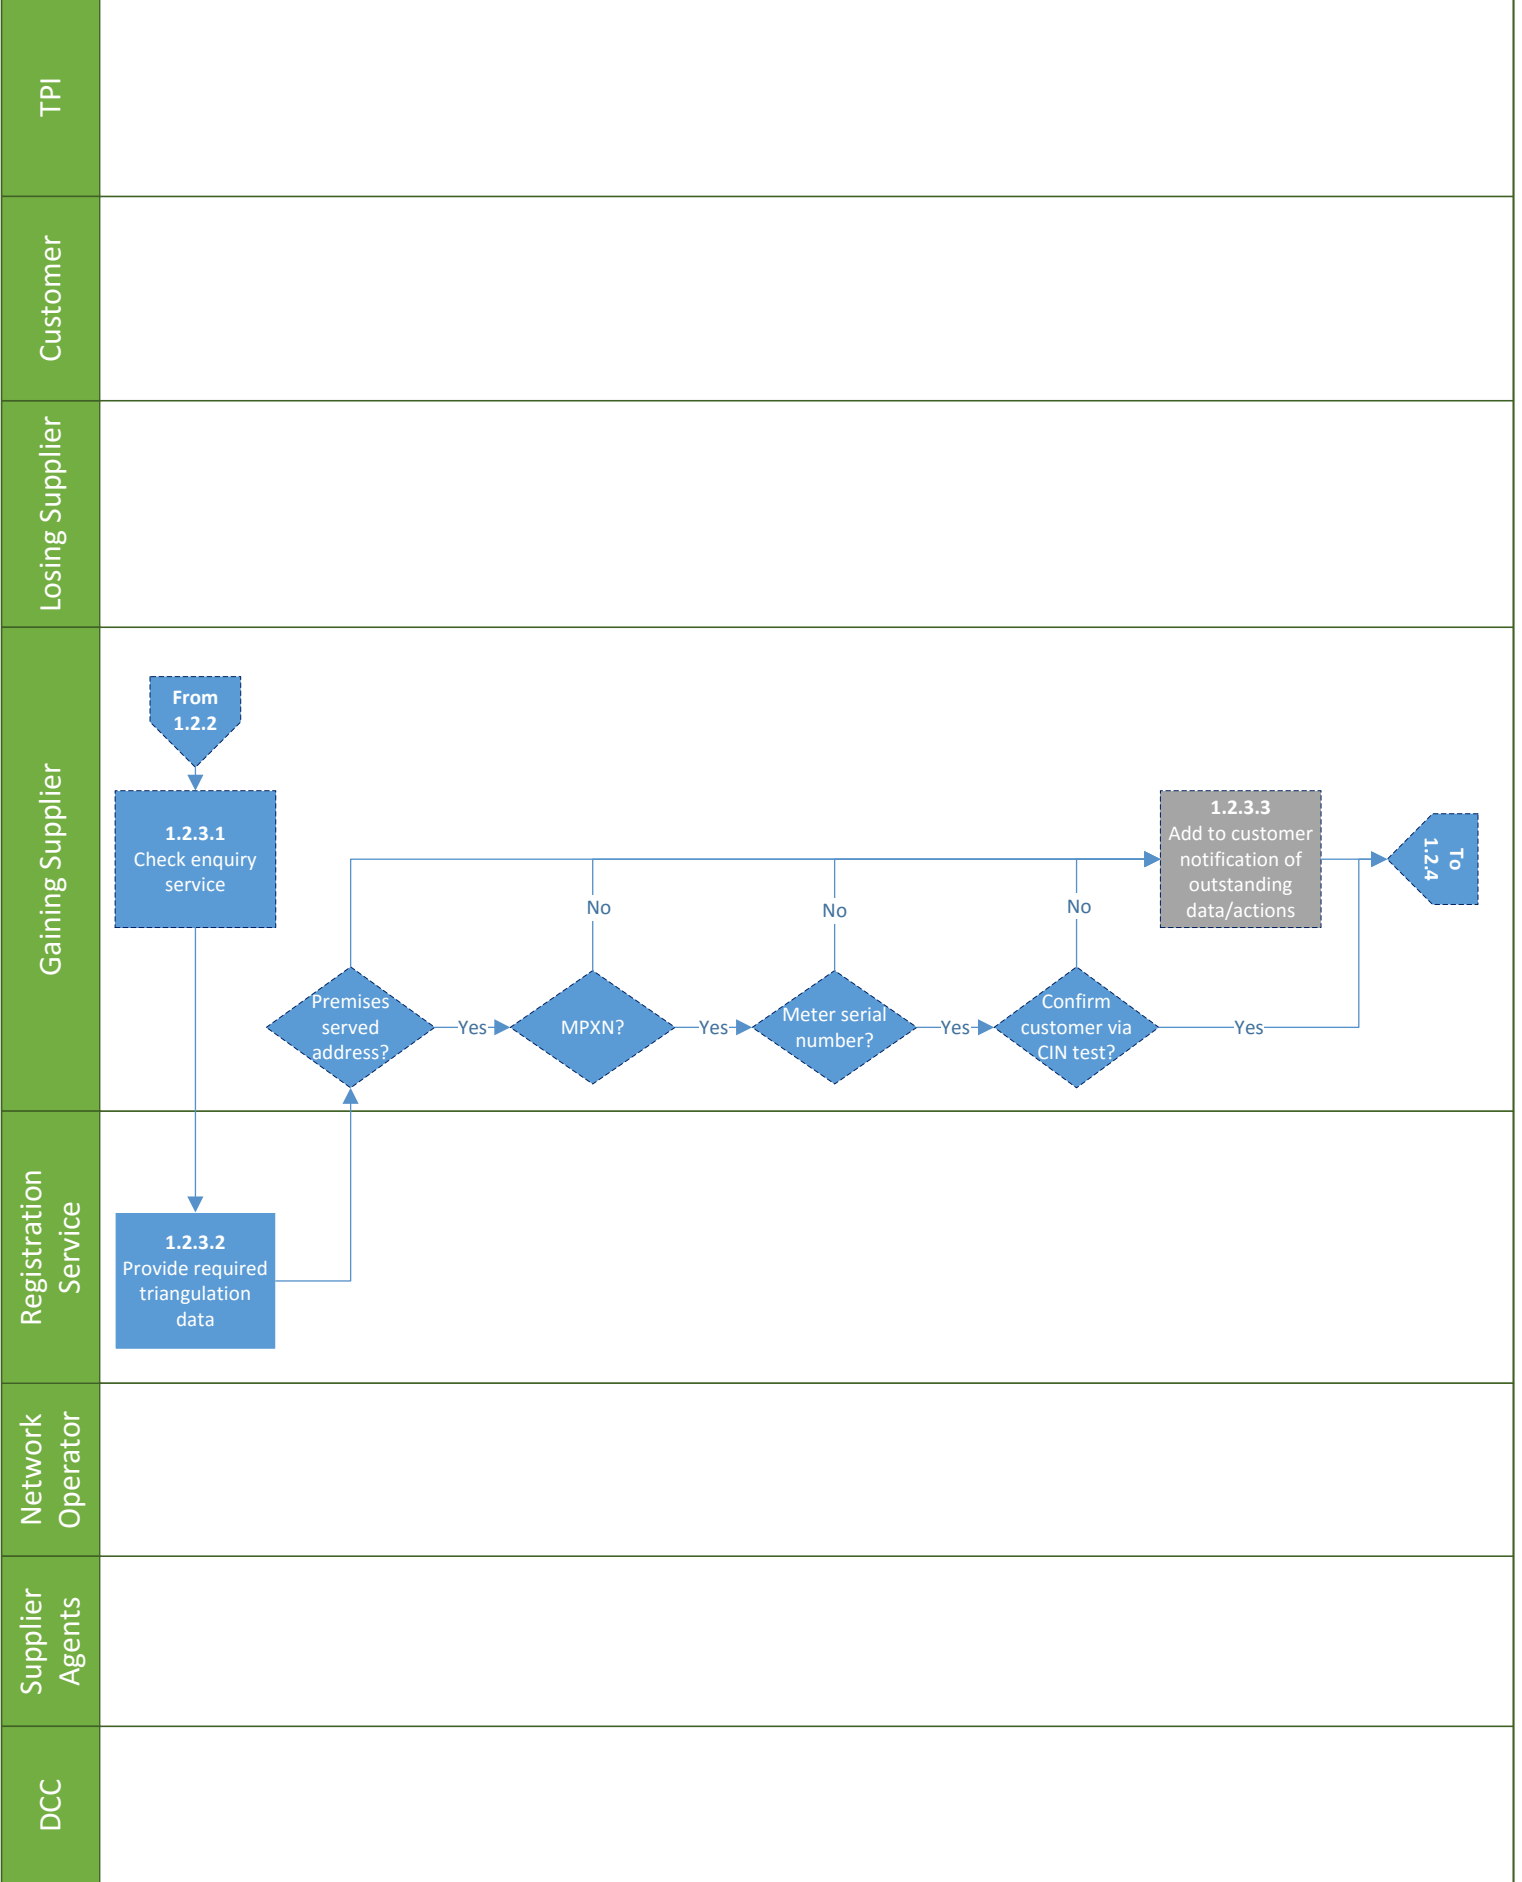 TPI
Customer
Losing Supplier
Gaining Supplier
From
1.2.2
1.2.3.1
Check enquiry
service
1.2.3.3
Add to customer
notification of
outstanding
data/actions
To
1.2.4
No
No
No
Premises
served
address?
Yes
MPXN?
Yes
Meter serial
number?
Yes
Confirm
customer via
CIN test?
Yes
Registration
Service
1.2.3.2
Provide required
triangulation
data
Network
Operator
Supplier
Agents
DCC